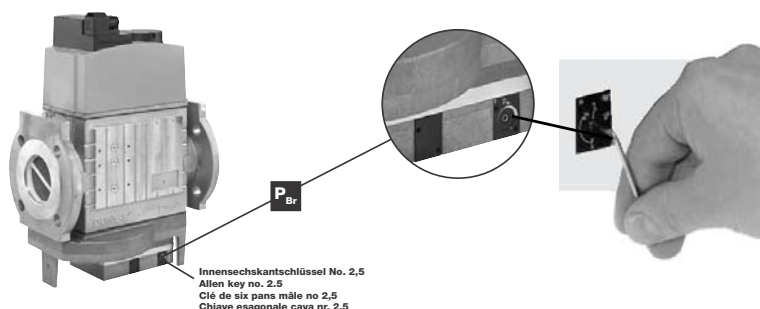 P Br
Innensechskantschlüssel No. 2,5
Allen key no. 2.5
Clé de six pans mâle no 2,5
Chiave esagonale cava nr. 2,5